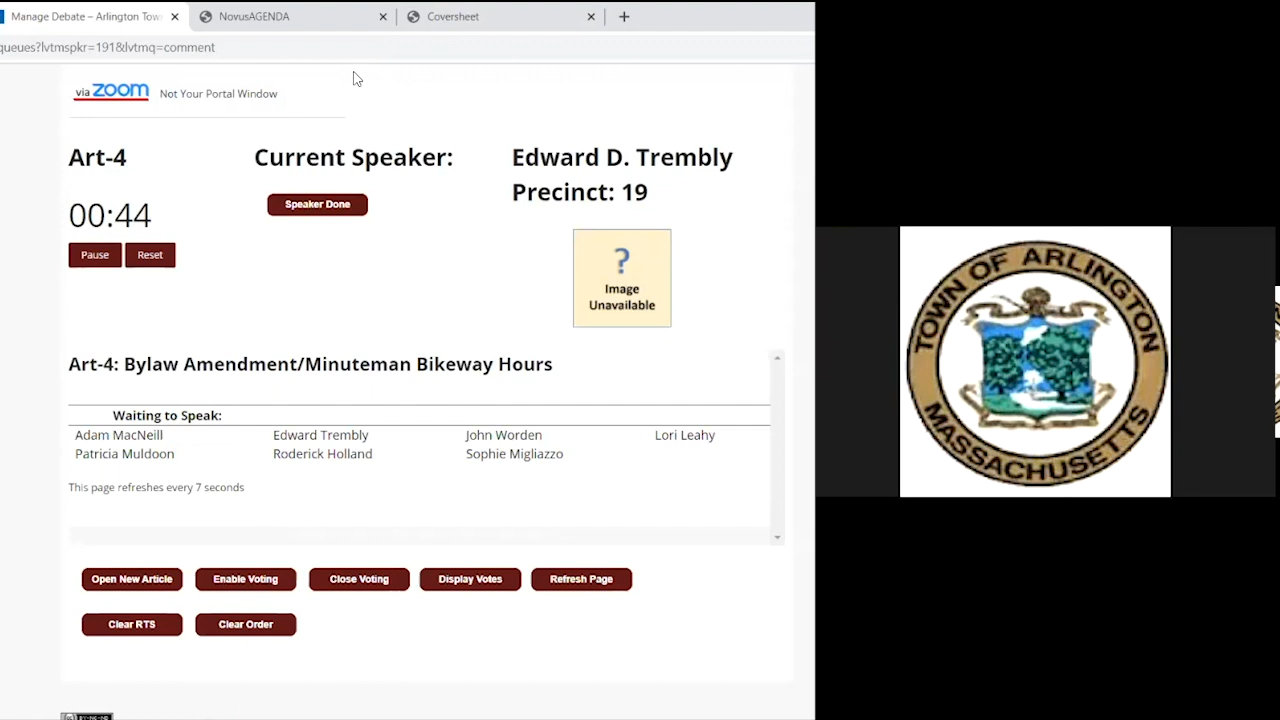 Manage Debate – Arlington Tow
NovusAGENDA
Coversheet
queues?lvtmspkr=191&lvtmq=comment
via zoom Not Your Portal Window
Art-4
Current Speaker:
Edward D. Trembly
Precinct: 19
00:44
Speaker Done
Pause
Reset
?
Image
Unavailable
Art-4: Bylaw Amendment/Minuteman Bikeway Hours
Waiting to Speak:
Adam MacNeill Edward Trembly John Worden Lori Leahy
Patricia Muldoon Roderick Holland Sophie Migliazzo
This page refreshes every 7 seconds
Open New Article Enable Voting Close Voting Display Votes Refresh Page
Clear RTS Clear Order
TOWN OF ARLINGTON
MASSACHUSETTS